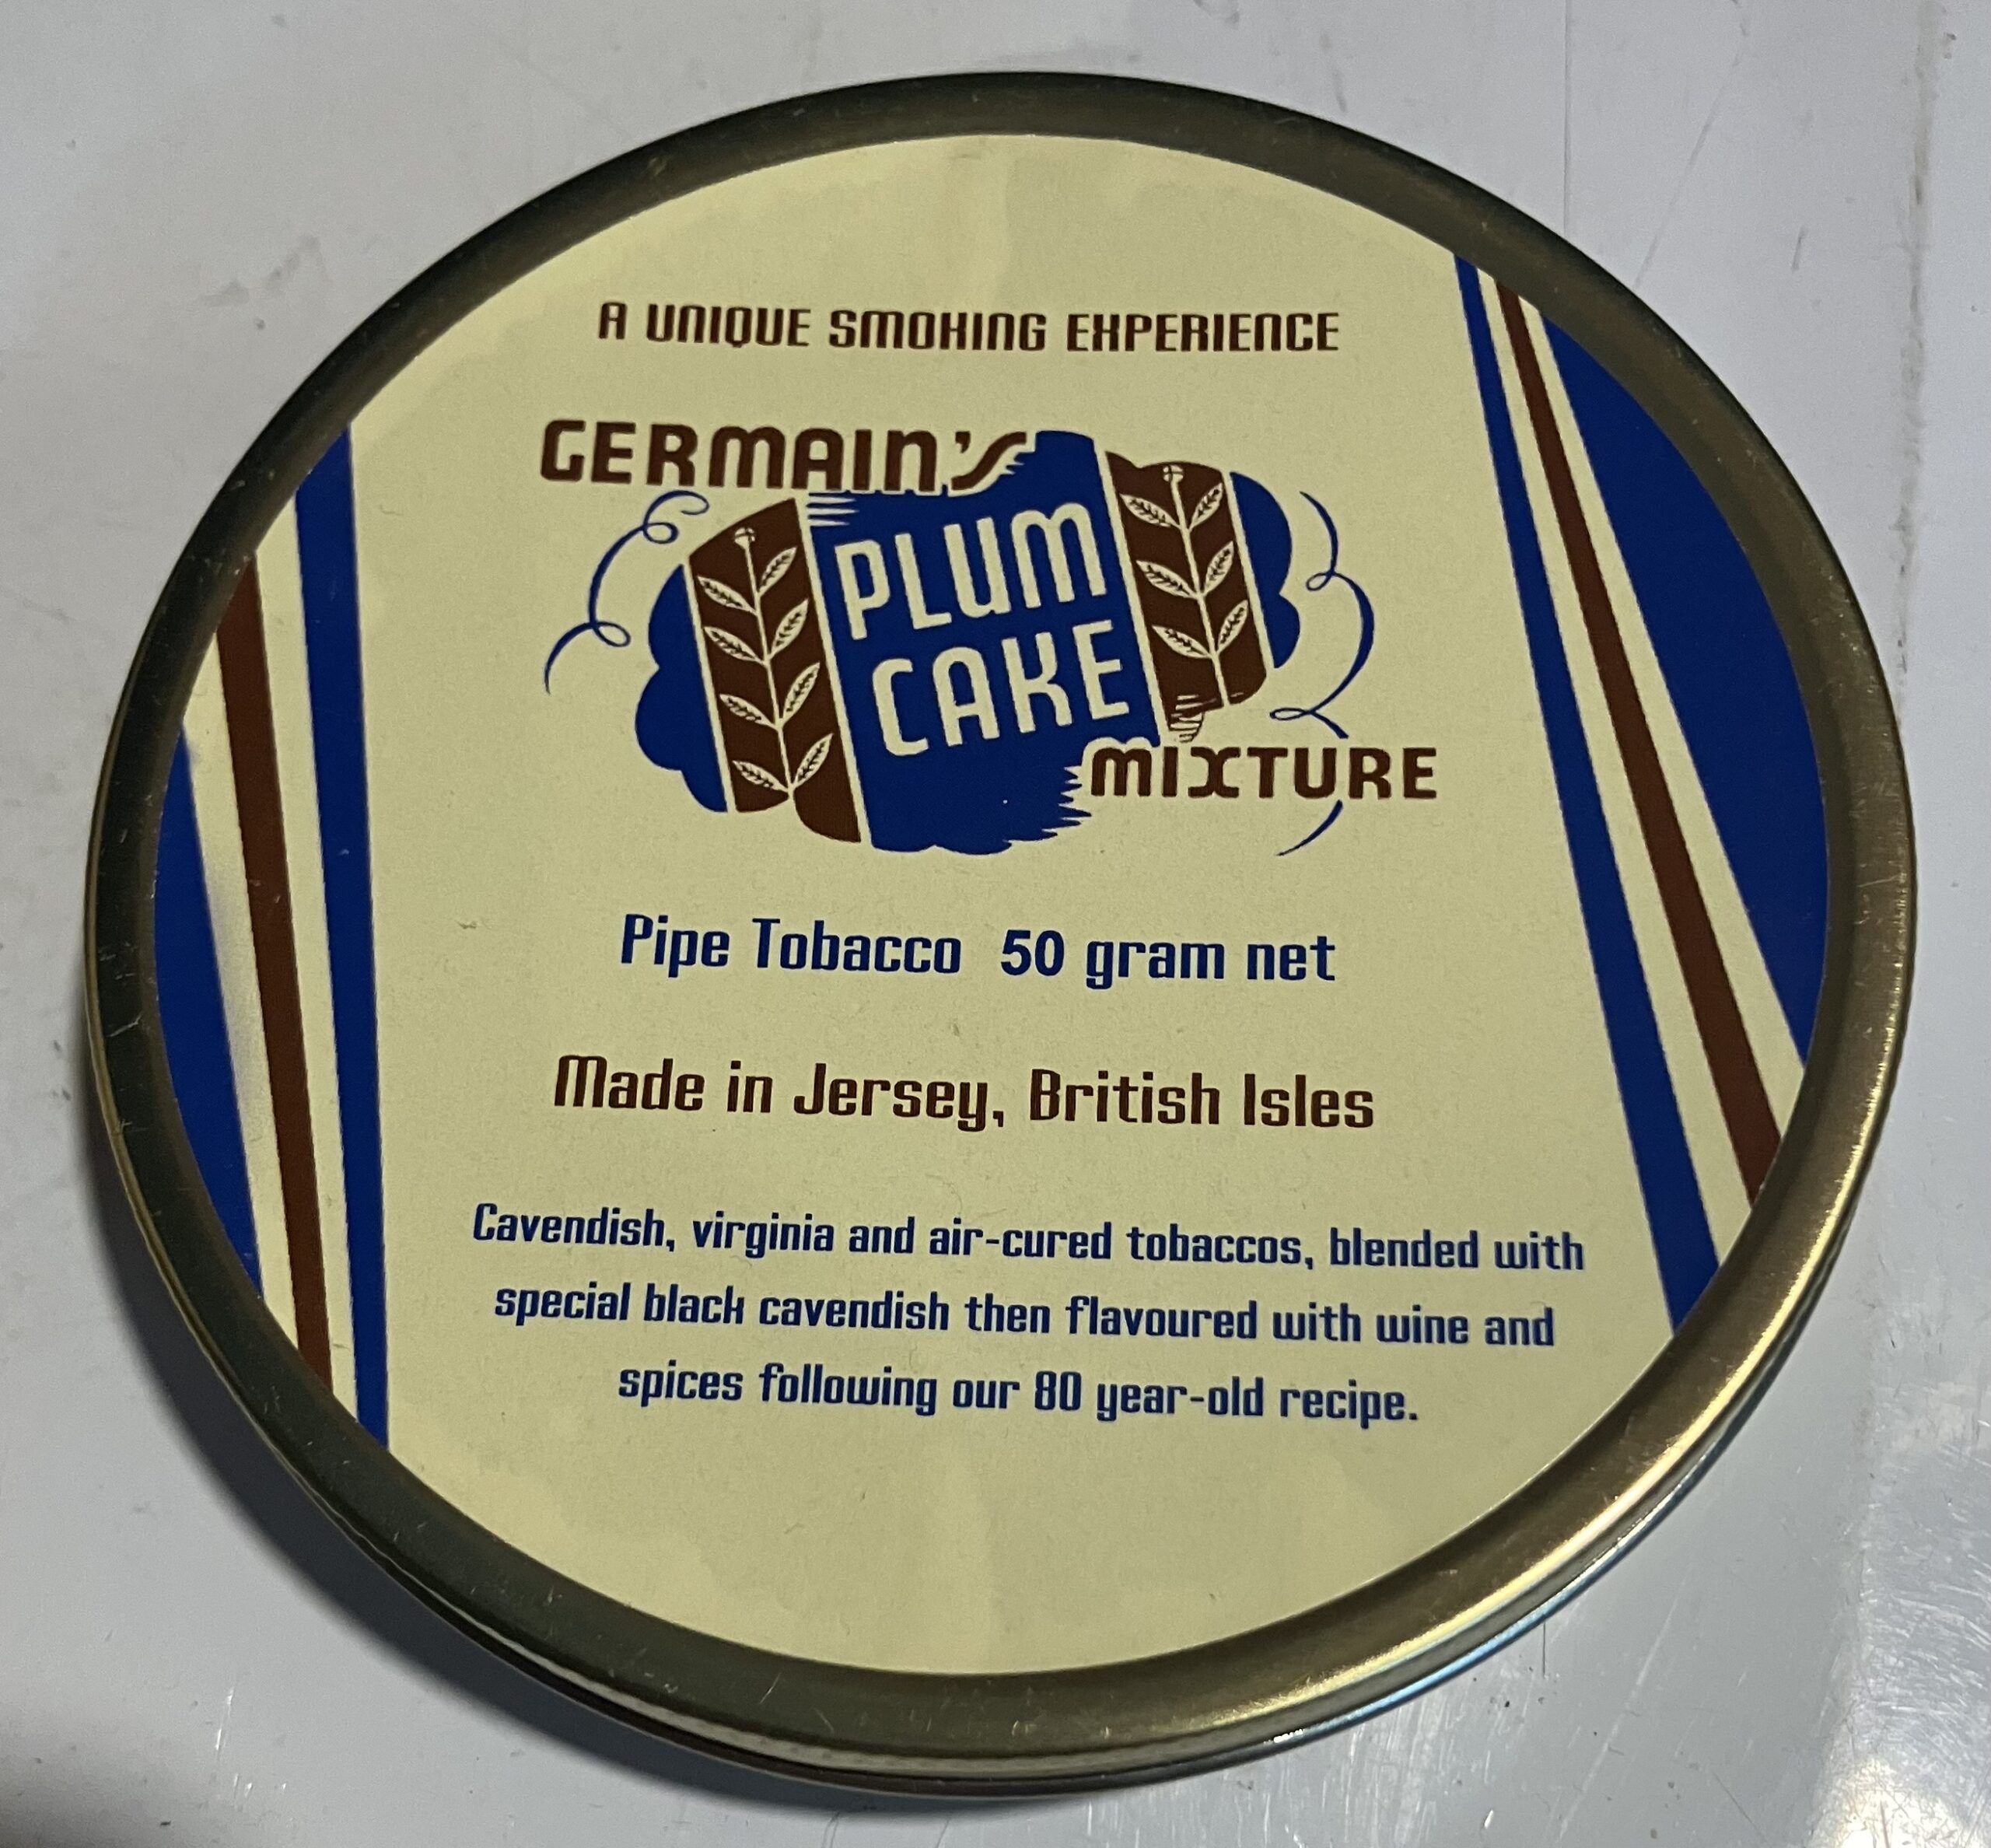 A UNIQUE SMOKING EXPERIENCE
GERMAIN'S
PLUM
CAKE
MIXTURE
Pipe Tobacco 50 gram net
Made in Jersey, British Isles
Cavendish, virginia and air-cured tobaccos, blended with
special black cavendish then flavoured with wine and
spices following our 80 year-old recipe.